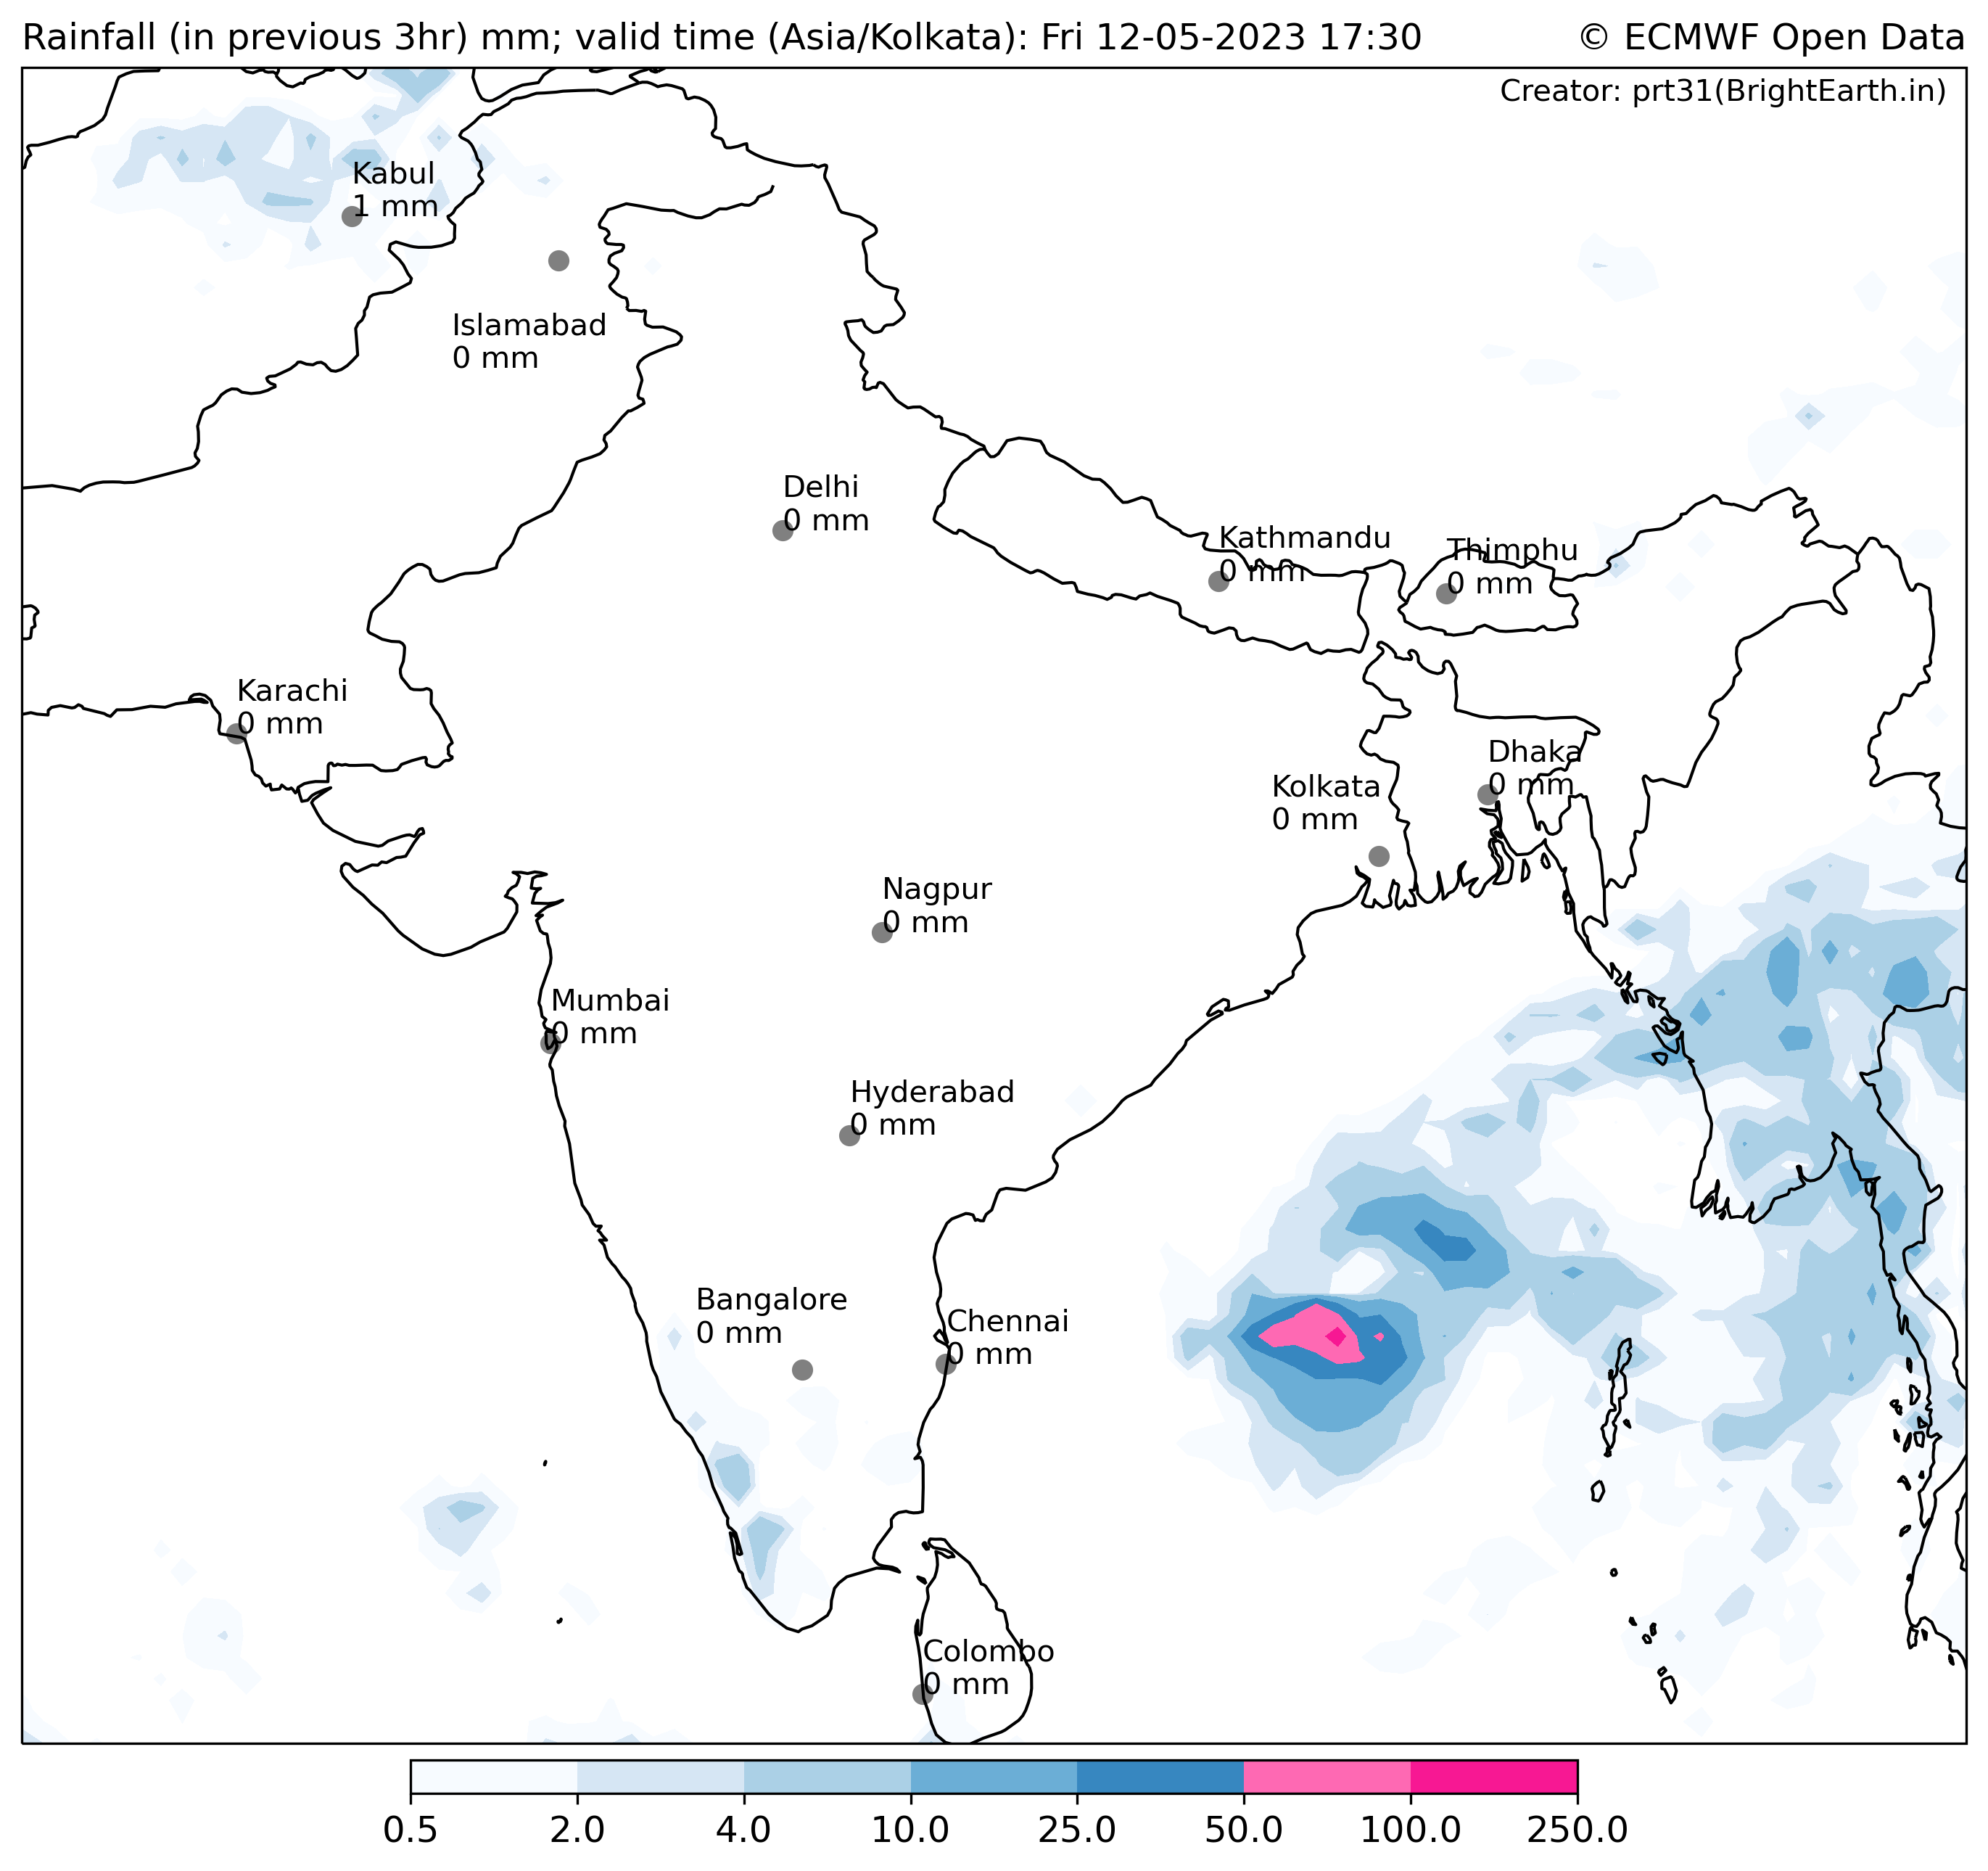 Rainfall (in previous 3hr) mm; valid time (Asia/Kolkata): Fri 12-05-2023 17:30
© ECMWF Open Data
Creator: prt31(BrightEarth.in)
Kabul
1 mm
Islamabad
0 mm
Delhi
0 mm
Kathmandu
0 mm
Thimphu
0 mm
Karachi
0 mm
Dhaka
0 mm
Kolkata
0 mm
Nagpur
0 mm
Mumbai
0 mm
Hyderabad
0 mm
Bangalore
0 mm
Chennai
0 mm
Colombo
0 mm
0.5 2.0 4.0 10.0 25.0 50.0 100.0 250.0